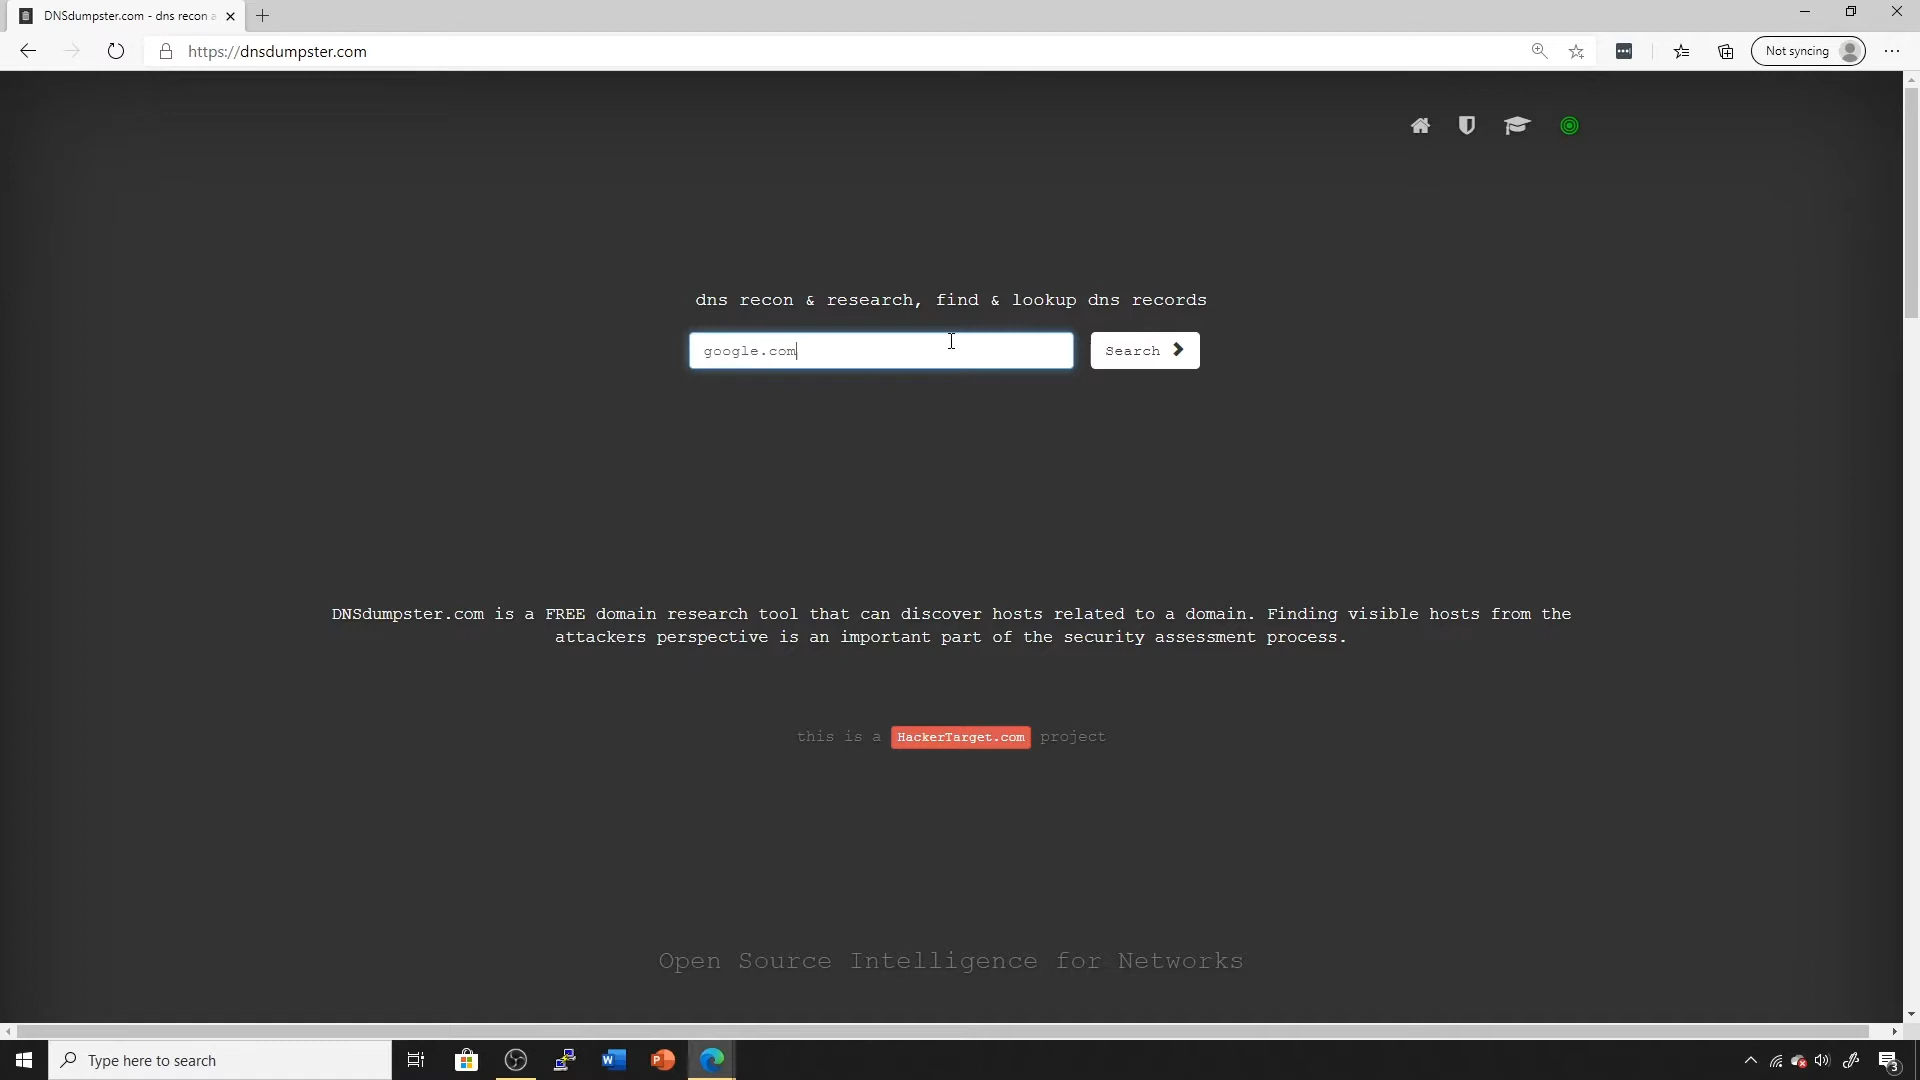 DNSdumpster.com - dns recon a
https://dnsdumpster.com
Not syncing
dns recon & research, find & lookup dns records
google.com
Search
DNSdumpster.com is a FREE domain research tool that can discover hosts related to a domain. Finding visible hosts from the
attackers perspective is an important part of the security assessment process.
this is a HackerTarget.com project
Open Source Intelligence for Networks
Type here to search
3